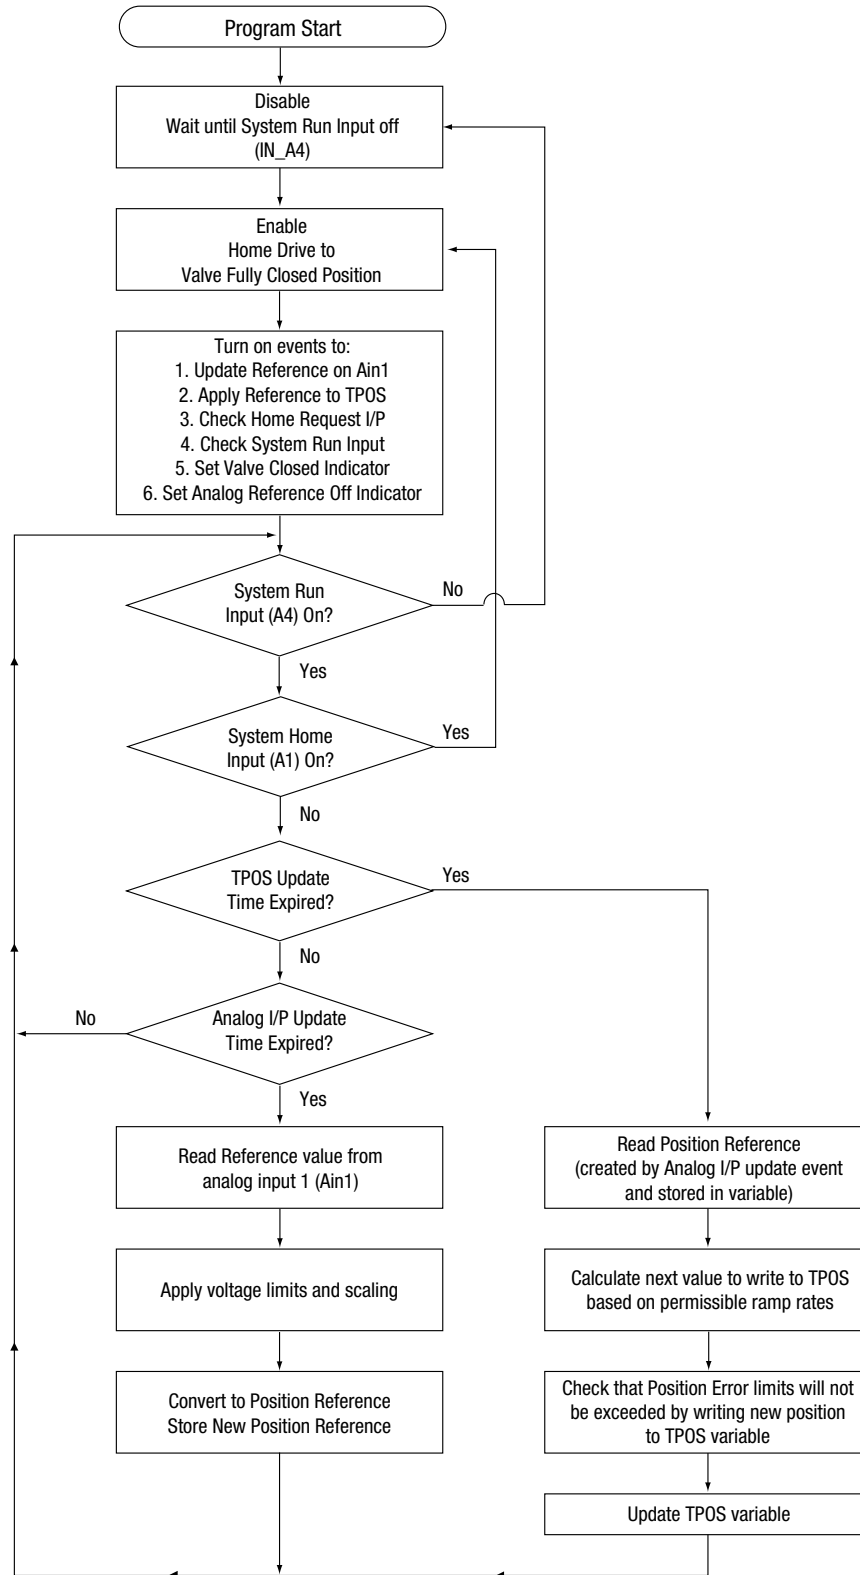 Program Start
Disable
Wait until System Run Input off
(IN_A4)
Enable
Home Drive to
Valve Fully Closed Position
Turn on events to:
1. Update Reference on Ain1
2. Apply Reference to TPOS
3. Check Home Request I/P
4. Check System Run Input
5. Set Valve Closed Indicator
6. Set Analog Reference Off Indicator
System Run
Input (A4) On?
No
Yes
System Home
Input (A1) On?
Yes
No
TPOS Update
Time Expired?
Yes
No
Analog I/P Update
Time Expired?
No
Yes
Read Reference value from
analog input 1 (Ain1)
Apply voltage limits and scaling
Convert to Position Reference
Store New Position Reference
Read Position Reference
(created by Analog I/P update event
and stored in variable)
Calculate next value to write to TPOS
based on permissible ramp rates
Check that Position Error limits will not
be exceeded by writing new position
to TPOS variable
Update TPOS variable